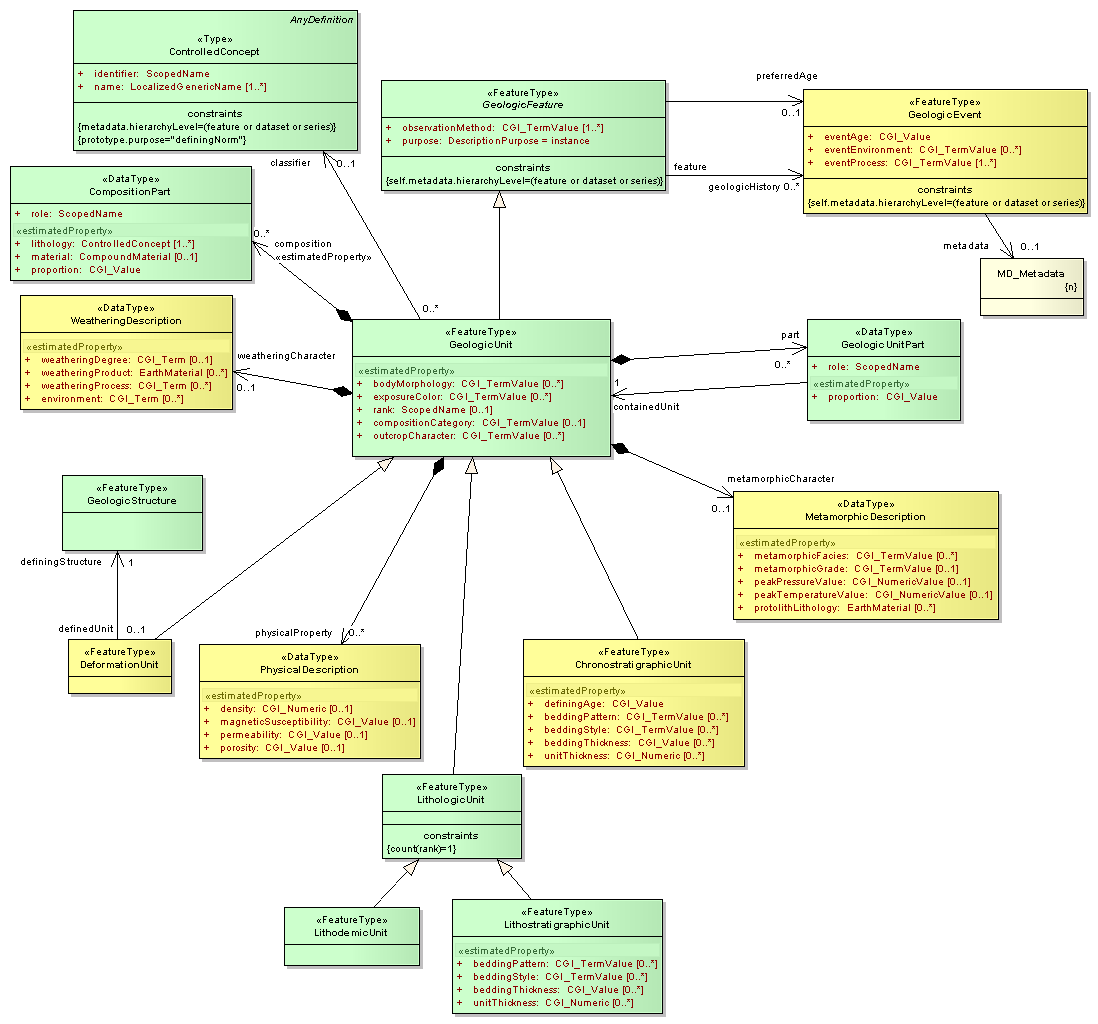 AnyDefinition
«Type»
ControlledConcept
+ identifier: ScopedName
+ name: LocalizedGenericName [1..*]
constraints
{metadata.hierarchyLevel=(feature or dataset or series)}
{prototype.purpose="definingNorm"}
classifier
0..1
0..*
«FeatureType»
GeologicFeature
+ observationMethod: CGI_TermValue [1..*]
+ purpose: DescriptionPurpose = instance
constraints
{self.metadata.hierarchyLevel=(feature or dataset or series)}
preferredAge
0..1
feature
geologicHistory 0..*
«FeatureType»
GeologicEvent
+ eventAge: CGI_Value
+ eventEnvironment: CGI_TermValue [0..*]
+ eventProcess: CGI_TermValue [1..*]
constraints
{self.metadata.hierarchyLevel=(feature or dataset or series)}
metadata
0..1
MD_Metadata
{n}
«DataType»
CompositionPart
+ role: ScopedName
«estimatedProperty»
+ lithology: ControlledConcept [1..*]
+ material: CompoundMaterial [0..1]
+ proportion: CGI_Value
0..*
composition
«estimatedProperty»
«DataType»
WeatheringDescription
«estimatedProperty»
+ weatheringDegree: CGI_Term [0..1]
+ weatheringProduct: EarthMaterial [0..*]
+ weatheringProcess: CGI_Term [0..*]
+ environment: CGI_Term [0..*]
weatheringCharacter
0..1
«FeatureType»
GeologicUnit
«estimatedProperty»
+ bodyMorphology: CGI_TermValue [0..*]
+ exposureColor: CGI_TermValue [0..*]
+ rank: ScopedName [0..1]
+ compositionCategory: CGI_TermValue [0..1]
+ outcropCharacter: CGI_TermValue [0..*]
part
0..*
1
containedUnit
«DataType»
GeologicUnitPart
+ role: ScopedName
«estimatedProperty»
+ proportion: CGI_Value
metamorphicCharacter
0..1
«DataType»
MetamorphicDescription
«estimatedProperty»
+ metamorphicFacies: CGI_TermValue [0..*]
+ metamorphicGrade: CGI_TermValue [0..1]
+ peakPressureValue: CGI_NumericValue [0..1]
+ peakTemperatureValue: CGI_NumericValue [0..1]
+ protolithLithology: EarthMaterial [0..*]
«FeatureType»
GeologicStructure
definingStructure
1
definedUnit
0..1
«FeatureType»
DeformationUnit
physicalProperty
0..*
«DataType»
PhysicalDescription
«estimatedProperty»
+ density: CGI_Numeric [0..1]
+ magneticSusceptibility: CGI_Value [0..1]
+ permeability: CGI_Value [0..1]
+ porosity: CGI_Value [0..1]
«FeatureType»
ChronostratigraphicUnit
«estimatedProperty»
+ definingAge: CGI_Value
+ beddingPattern: CGI_TermValue [0..*]
+ beddingStyle: CGI_TermValue [0..*]
+ beddingThickness: CGI_Value [0..*]
+ unitThickness: CGI_Numeric [0..*]
«FeatureType»
LithologicUnit
constraints
{count(rank)=1}
«FeatureType»
LithodemicUnit
«FeatureType»
LithostratigraphicUnit
«estimatedProperty»
+ beddingPattern: CGI_TermValue [0..*]
+ beddingStyle: CGI_TermValue [0..*]
+ beddingThickness: CGI_Value [0..*]
+ unitThickness: CGI_Numeric [0..*]